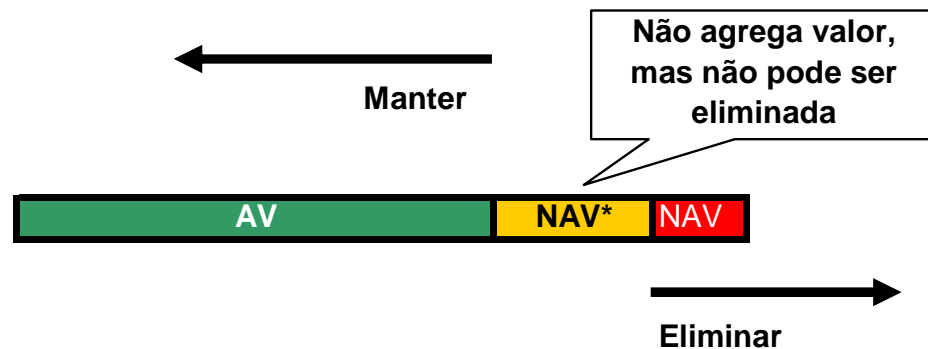 Não agrega valor,
mas não pode ser
eliminada
Manter
AV
NAV*
NAV
Eliminar